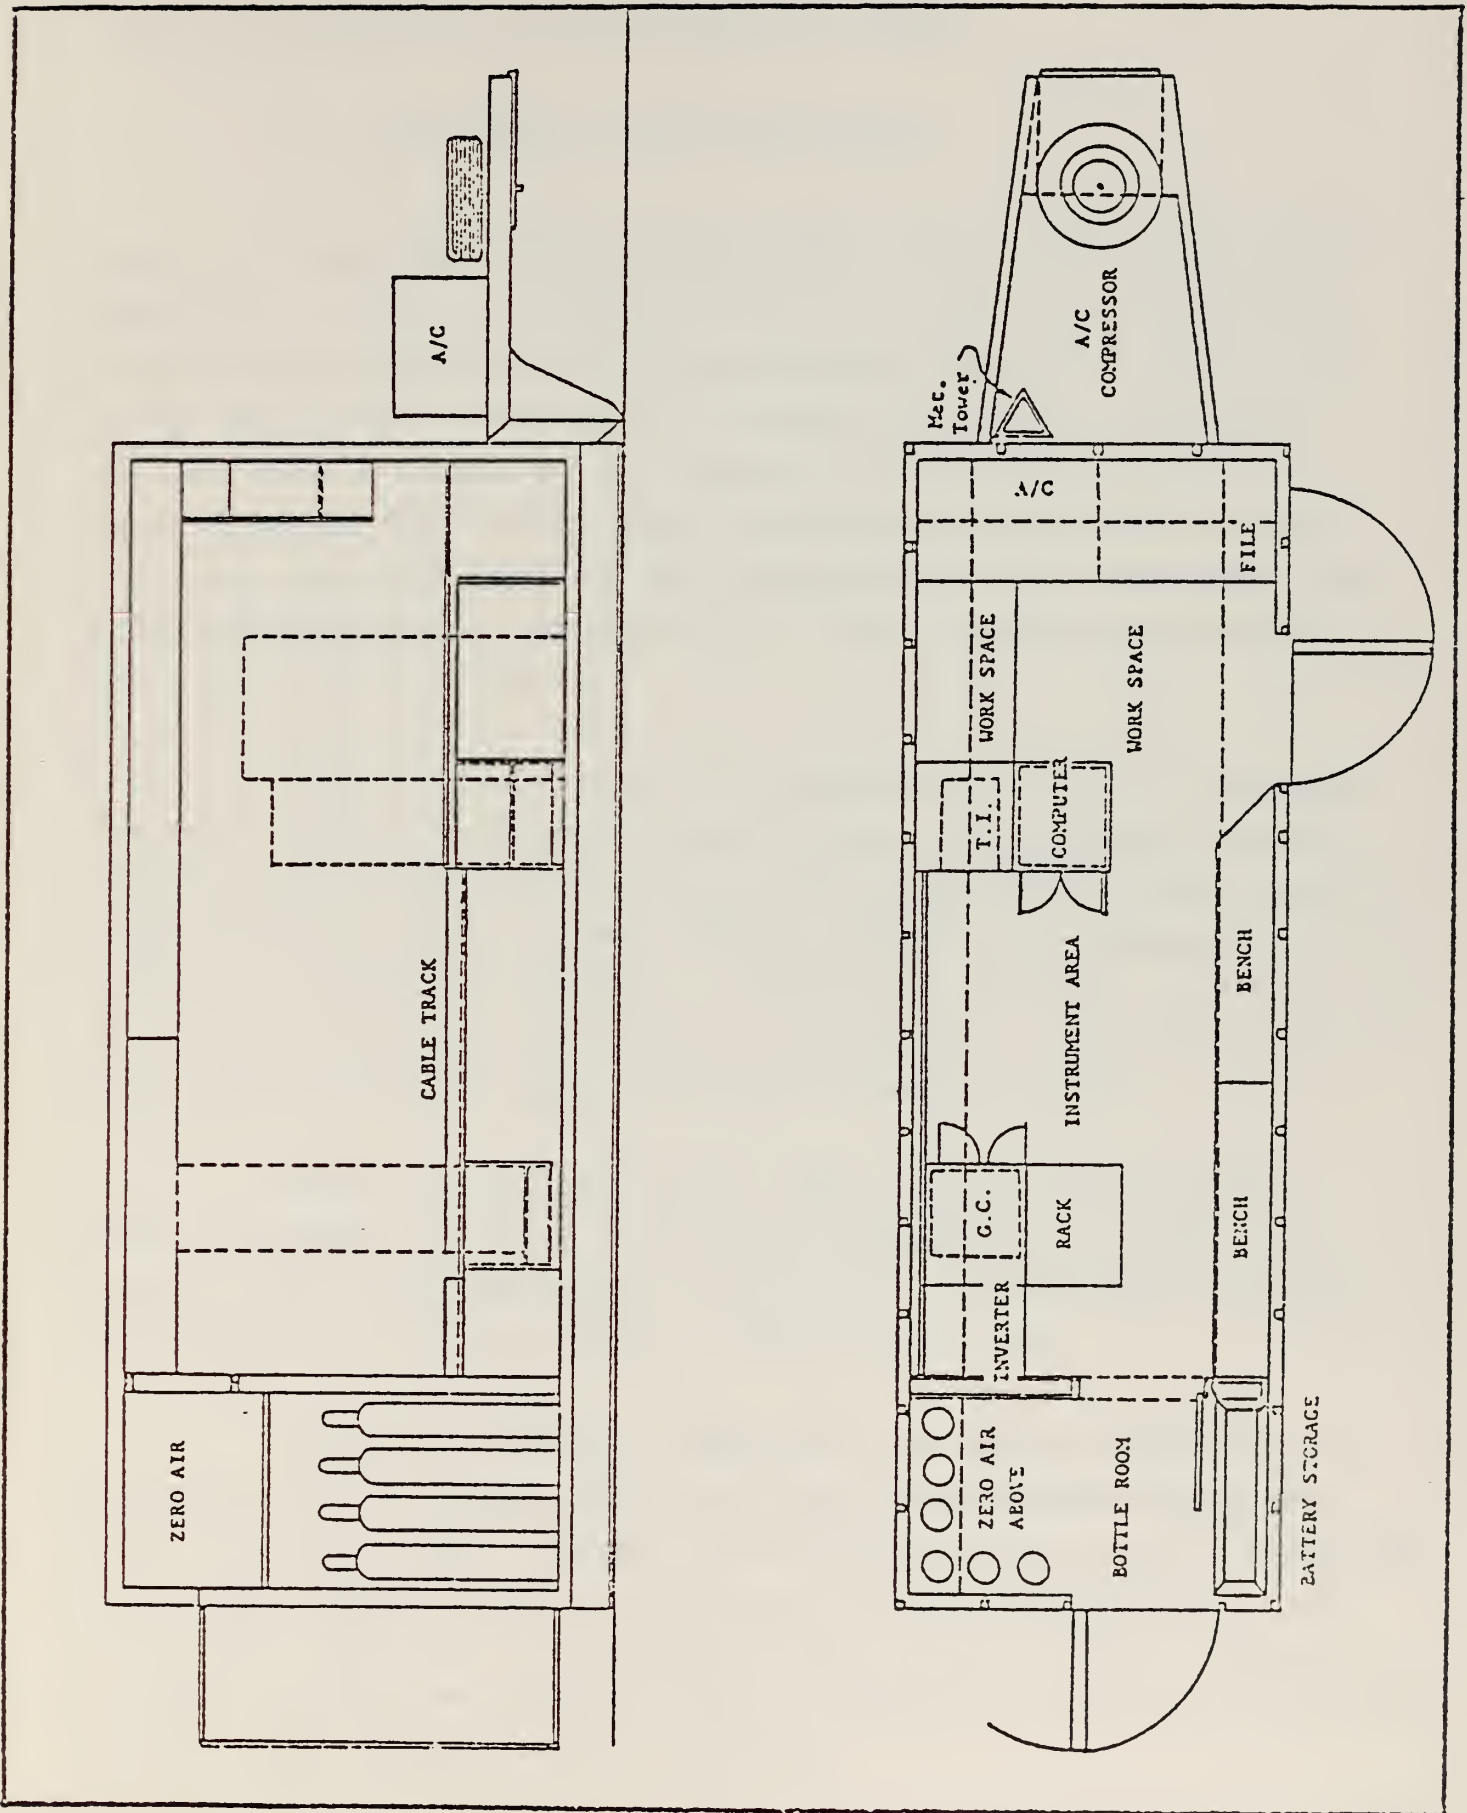 ZERO AIR
CABLE TRACK
A/C
BATTERY STORAGE
BOTTLE ROOM
ZERO AIR
ABOVE
INVERTER
G.C.
RACK
BENCH
BENCH
INSTRUMENT AREA
T.I.
COMPUTER
WORK SPACE
WORK SPACE
FILE
A/C
Met.
Tower
A/C
COMPRESSOR